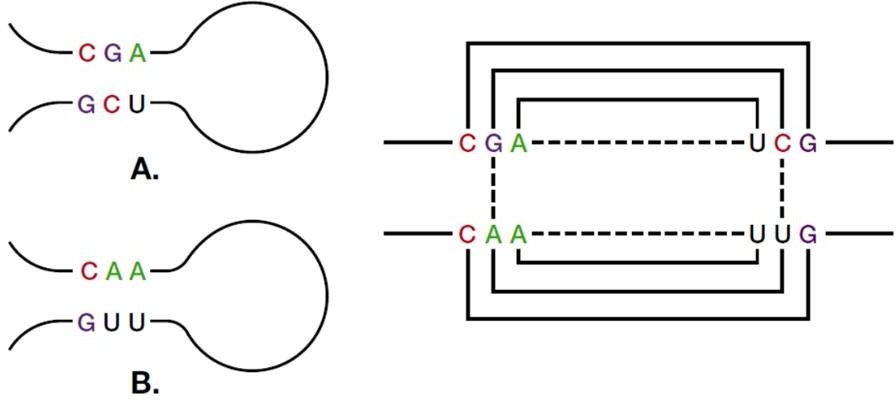 C G A
G C U
A.
C A A
G U U
B.
C G A U C G
C A A U U G